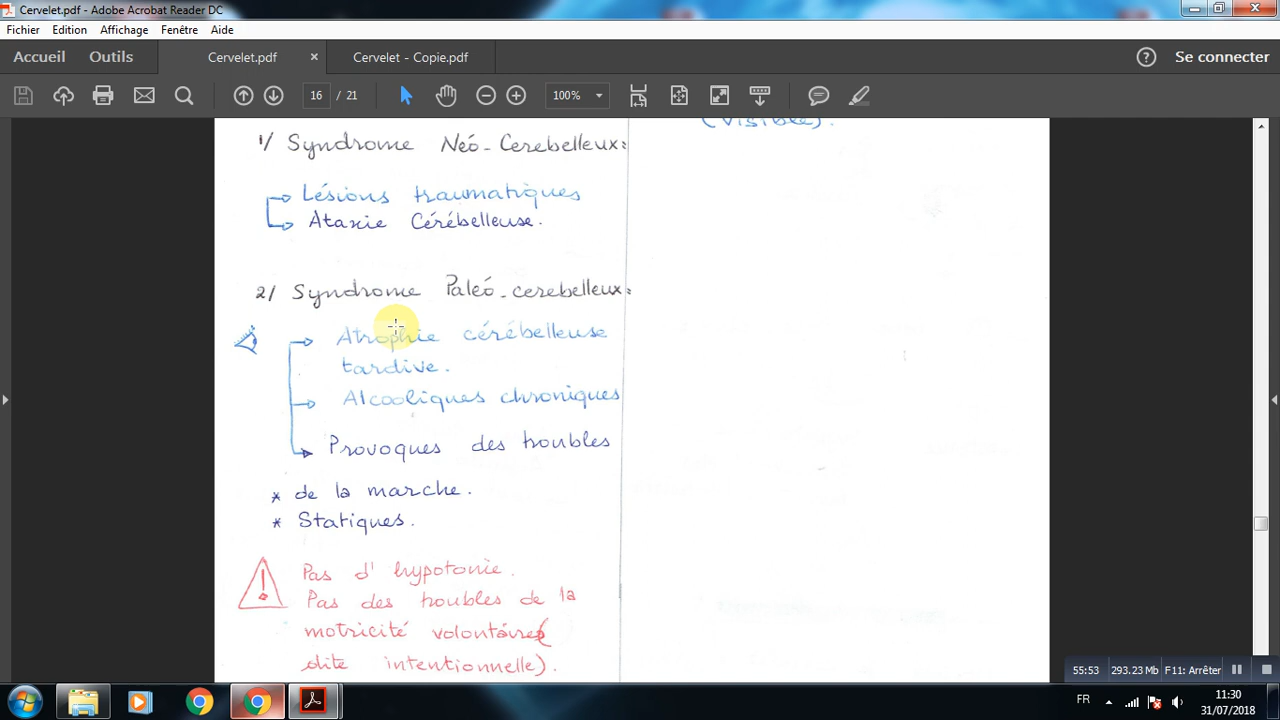 Cervelet.pdf - Adobe Acrobat Reader DC
Fichier Edition Affichage Fenêtre Aide
Accueil Outils Cervelet.pdf × Cervelet - Copie.pdf ? Se connecter
16 / 21 100%
(visible).
1/ Syndrome Néo-Cerebelleux:
Lésions traumatiques
Ataxie Cérébelleuse.
2/ Syndrome Paléo-cerebelleux:
Atrophie cérébelleuse
tardive.
Alcooliques chroniques
Provoques des troubles
* de la marche.
* Statiques.
! Pas d'hypotonie.
Pas des troubles de la
motricité volontaires(
dite intentionnelle).
55:53 293.23 Mb F11: Arrêter
FR 11:30
31/07/2018